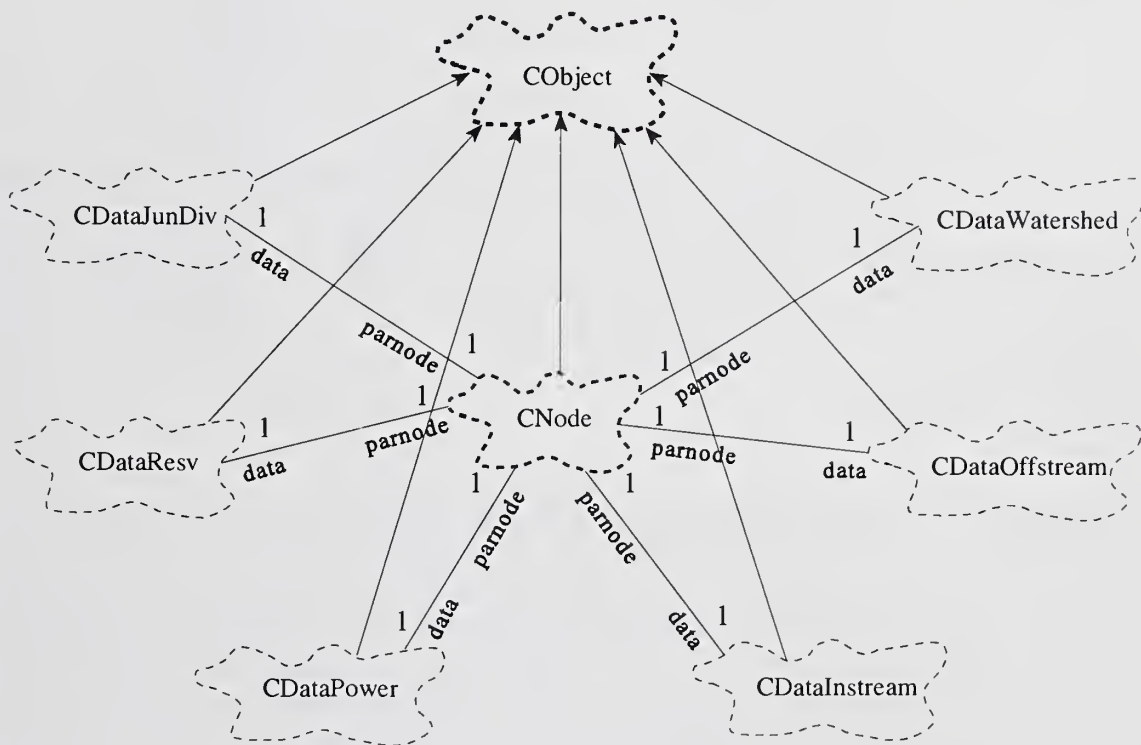 CObject
CDataJunDiv
1
data
parnode
1
CDataWatershed
1
data
1
parnode
CDataResv
1
data
1
parnode
CNode
1
parnode
1
data
CDataOffstream
1
parnode
1
data
CDataPower
1
parnode
1
data
CDataInstream